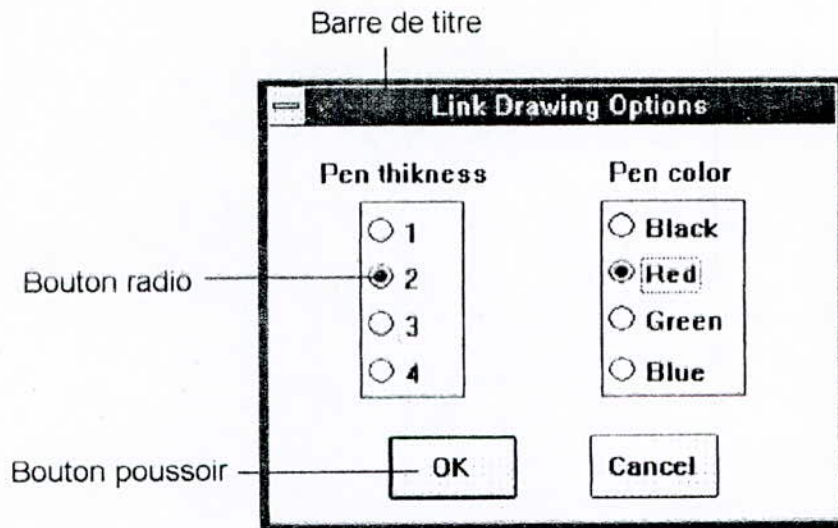 Barre de titre
Link Drawing Options
Pen thikness
Pen color
1
2
3
4
Black
Red
Green
Blue
Bouton radio
Bouton poussoir
OK
Cancel